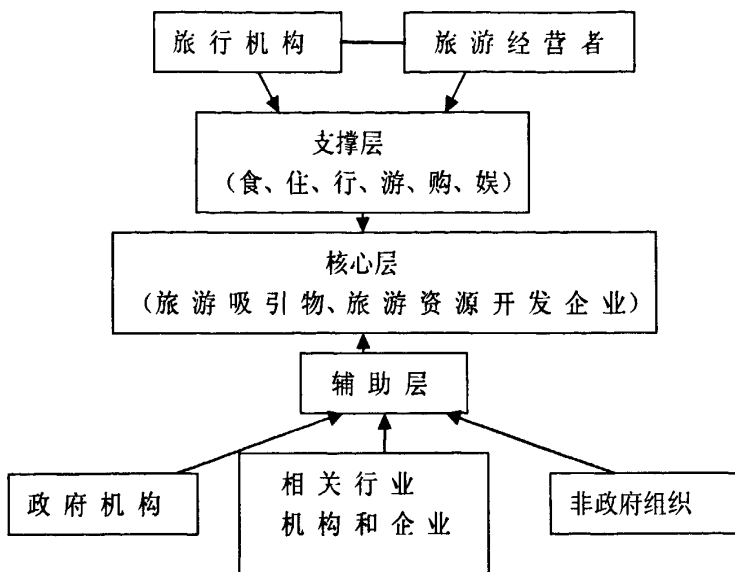 旅行机构
旅游经营者
支撑层
（食、住、行、游、购、娱）
核心层
（旅游吸引物、旅游资源开发企业）
辅助层
政府机构
相关行业
机构和企业
非政府组织